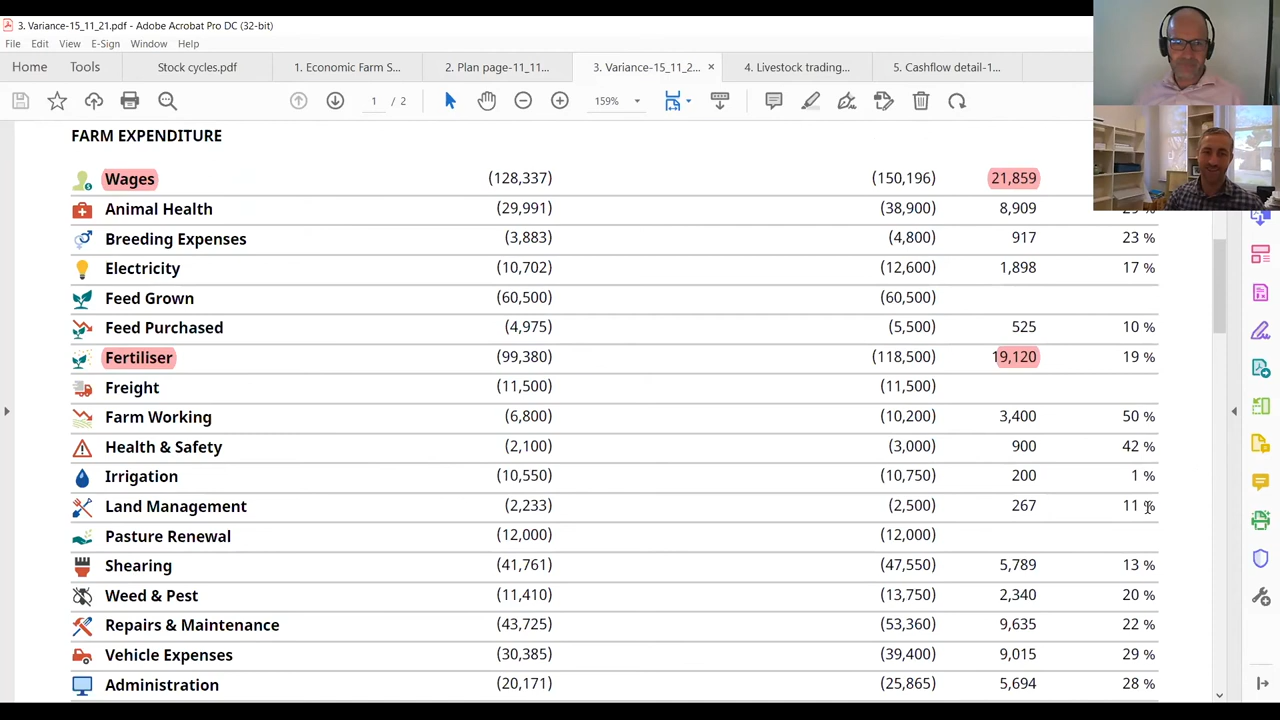 3. Variance-15_11_21.pdf - Adobe Acrobat Pro DC (32-bit)
File Edit View E-Sign Window Help
Home Tools Stock cycles.pdf 1. Economic Farm S... 2. Plan page-11_11... 3. Variance-15_11_2... × 4. Livestock trading... 5. Cashflow detail-1...
1 / 2 159%
FARM EXPENDITURE
Wages (128,337) (150,196) 21,859
Animal Health (29,991) (38,900) 8,909
Breeding Expenses (3,883) (4,800) 917 23 %
Electricity (10,702) (12,600) 1,898 17 %
Feed Grown (60,500) (60,500)
Feed Purchased (4,975) (5,500) 525 10 %
Fertiliser (99,380) (118,500) 19,120 19 %
Freight (11,500) (11,500)
Farm Working (6,800) (10,200) 3,400 50 %
Health & Safety (2,100) (3,000) 900 42 %
Irrigation (10,550) (10,750) 200 1 %
Land Management (2,233) (2,500) 267 11 %
Pasture Renewal (12,000) (12,000)
Shearing (41,761) (47,550) 5,789 13 %
Weed & Pest (11,410) (13,750) 2,340 20 %
Repairs & Maintenance (43,725) (53,360) 9,635 22 %
Vehicle Expenses (30,385) (39,400) 9,015 29 %
Administration (20,171) (25,865) 5,694 28 %